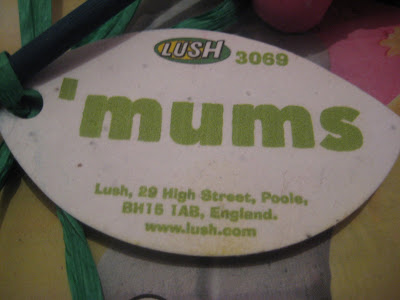 LUSH 3069
'mums
Lush, 29 High Street, Poole,
BH15 1AB, England.
www.lush.com